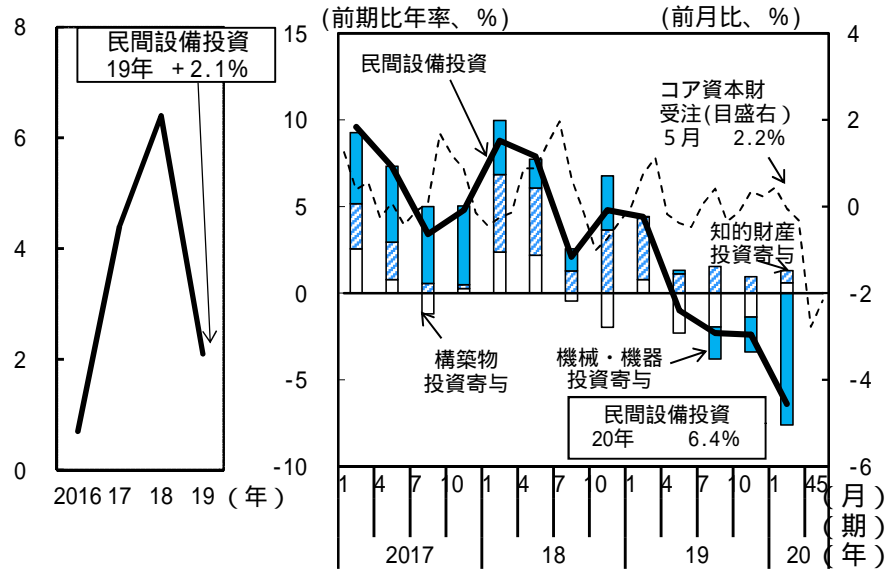 8
6
4
2
0
民間設備投資
19年 +2.1%
2016 17 18 19 (年)
(前期比年率、%)
(前月比、%)
15
10
5
0
-5
-10
4
2
0
-2
-4
-6
民間設備投資
コア資本財
受注(目盛右)
5月 2.2%
知的財産
投資寄与
構築物
投資寄与
機械・機器
投資寄与
民間設備投資
20年 6.4%
1 4 7 10 1 4 7 10 1 4 7 10 1 45 (月)
(期)
2017 18 19 20 (年)